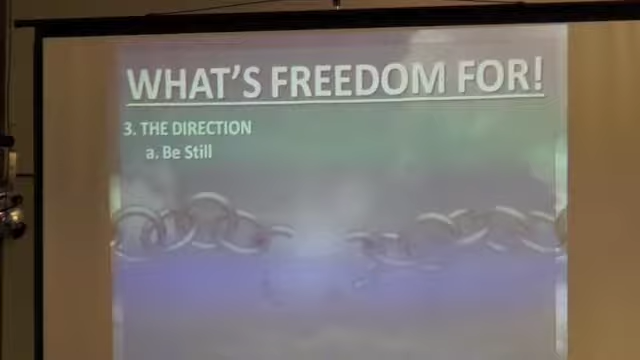 WHAT'S FREEDOM FOR!
3. THE DIRECTION
a. Be Still